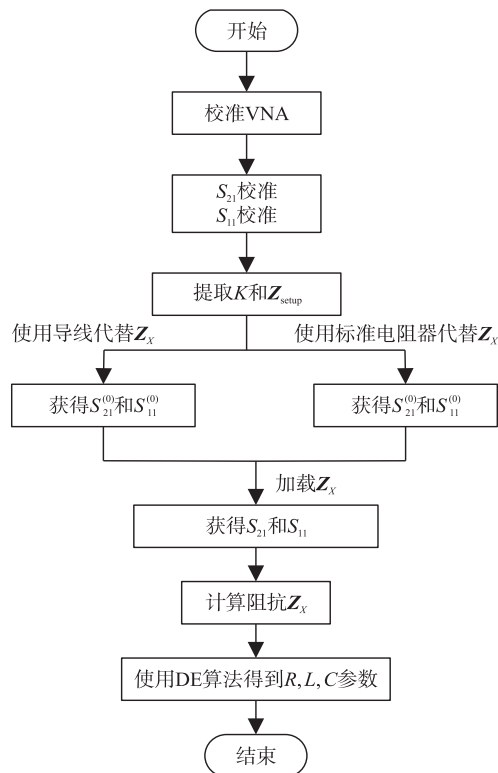 开始
校准VNA
S₂₁校准
S₁₁校准
提取K和Z_setup
使用导线代替Z_X
使用标准电阻器代替Z_X
获得S₂₁⁽⁰⁾和S₁₁⁽⁰⁾
获得S₂₁⁽⁰⁾和S₁₁⁽⁰⁾
加载Z_X
获得S₂₁和S₁₁
计算阻抗Z_X
使用DE算法得到R, L, C参数
结束